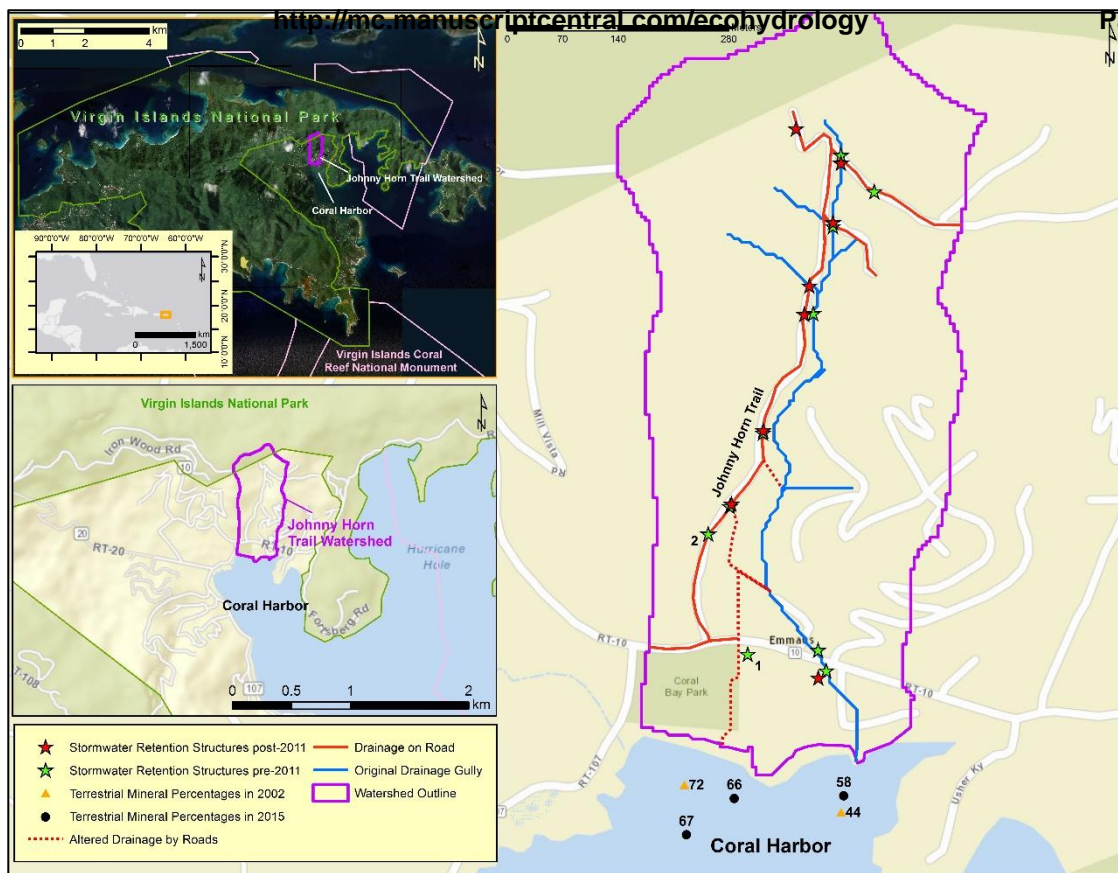 http://mc.manuscriptcentral.com/ecohydrology
P
km
0 1 2 4
Virgin Islands National Park
Johnny Horn Trail Watershed
Coral Harbor
90°0'0"W 80°0'0"W 70°0'0"W 60°0'0"W
30°0'0"N
20°0'0"N
10°0'0"N
km
0 1,500
Virgin Islands Coral
Reef National Monument
Virgin Islands National Park
Iron Wood Rd
10
20
RT-20
RT-10
Johnny Horn
Trail Watershed
Hurricane
Hole
Coral Harbor
Forzsberg Rd
RT-108
107
0 0.5 1 2
km
Stormwater Retention Structures post-2011
Drainage on Road
Stormwater Retention Structures pre-2011
Original Drainage Gully
Terrestrial Mineral Percentages in 2002
Watershed Outline
Terrestrial Mineral Percentages in 2015
Altered Drainage by Roads
0 70 140 280
Mill Vista
Rd
Johnny Horn Trail
2
RT-10
Emmaus
10
1
RT-10
Coral
Bay Park
RT-107
Usher Ky
72 66 58
44
67
Coral Harbor